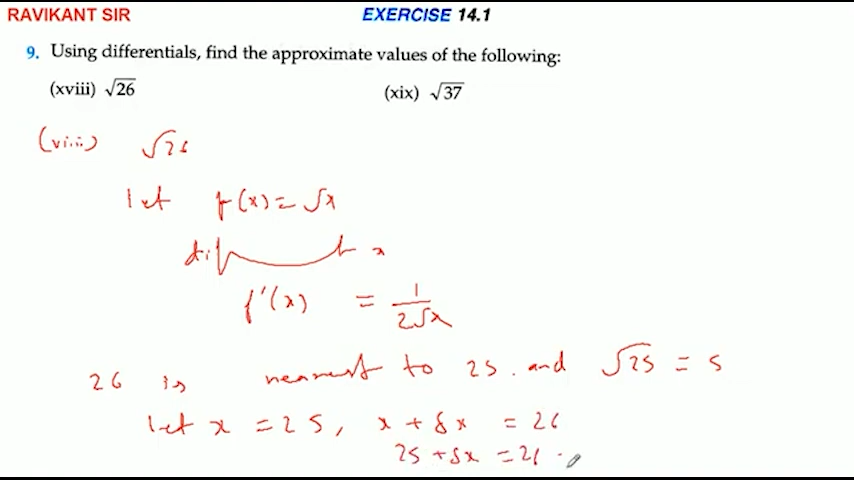 RAVIKANT SIR EXERCISE 14.1
9. Using differentials, find the approximate values of the following:
(xviii) √26 (xix) √37
(viii) √26
let f(x) = √x
diff x
f'(x) = 1/2√x
26 is nearest to 25. and √25 = 5
let x = 25, x + δx = 26
25 + δx = 26